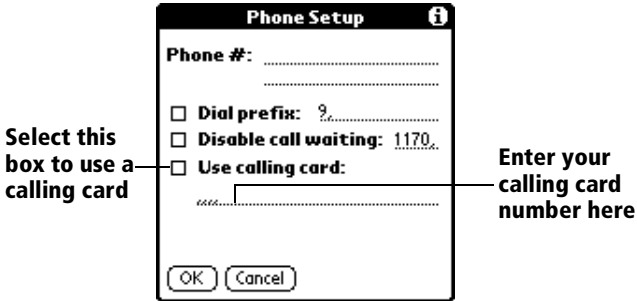 Phone Setup i
Phone #:
Dial prefix: 9,
Disable call waiting: 1170,
Use calling card:
,,,,
OK Cancel
Select this
box to use a
calling card
Enter your
calling card
number here